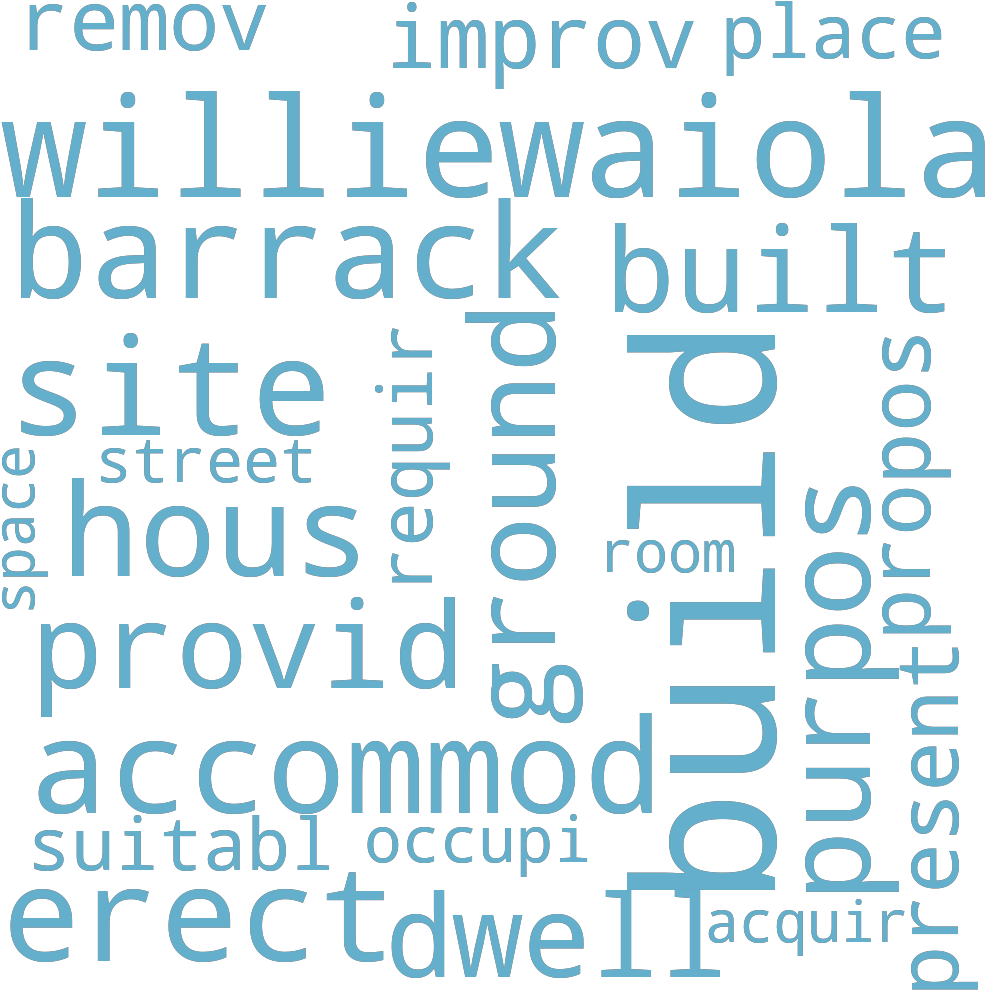 remov
improv
place
williewaiola
barrack
built
site
requir
ground
build
propos
street
space
hous
room
purpos
provid
present
accommod
suitabl
occupi
erect
dwell
acquir